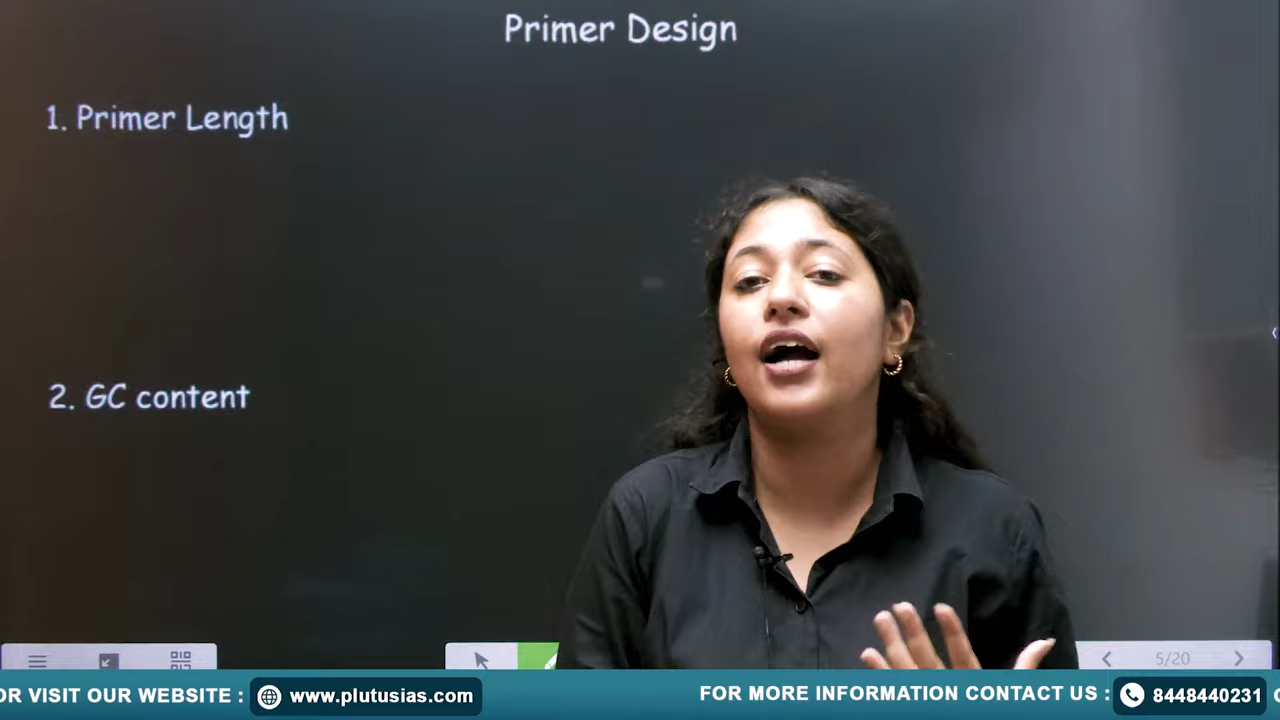 Primer Design
1. Primer Length
2. GC content
5/20
OR VISIT OUR WEBSITE : www.plutusias.com
FOR MORE INFORMATION CONTACT US : 8448440231